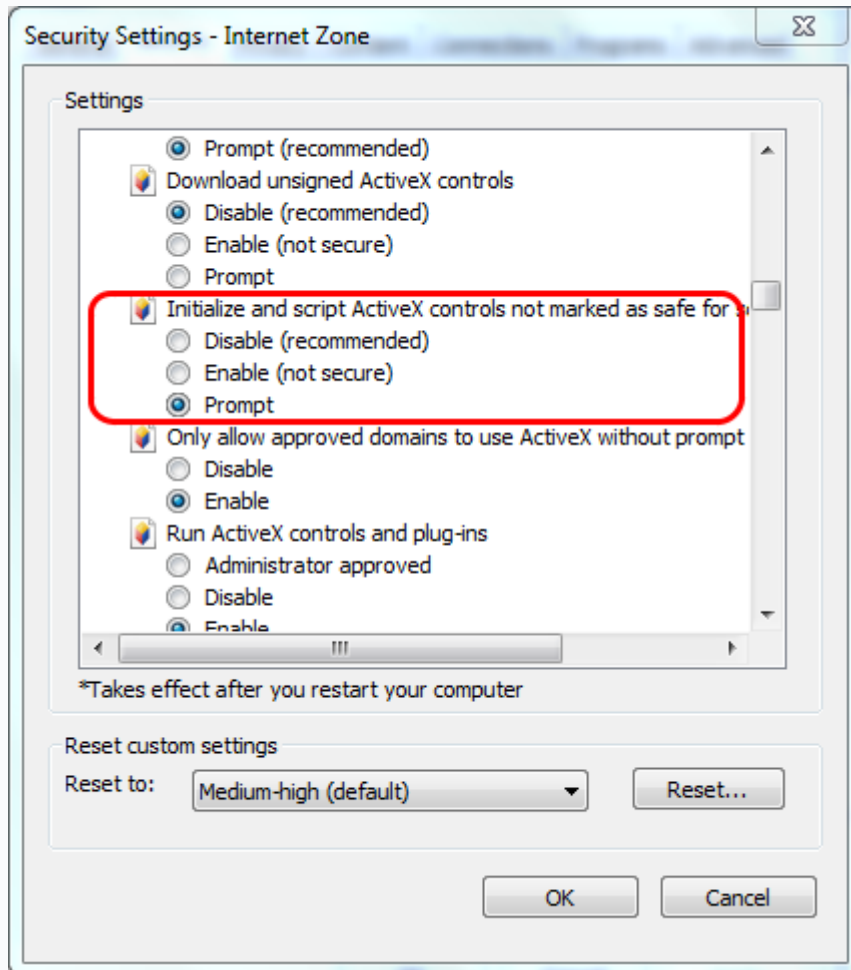 Security Settings - Internet Zone
Settings
Prompt (recommended)
Download unsigned ActiveX controls
Disable (recommended)
Enable (not secure)
Prompt
Initialize and script ActiveX controls not marked as safe for
Disable (recommended)
Enable (not secure)
Prompt
Only allow approved domains to use ActiveX without prompt
Disable
Enable
Run ActiveX controls and plug-ins
Administrator approved
Disable
Enable
*Takes effect after you restart your computer
Reset custom settings
Reset to:
Medium-high (default)
Reset...
OK
Cancel